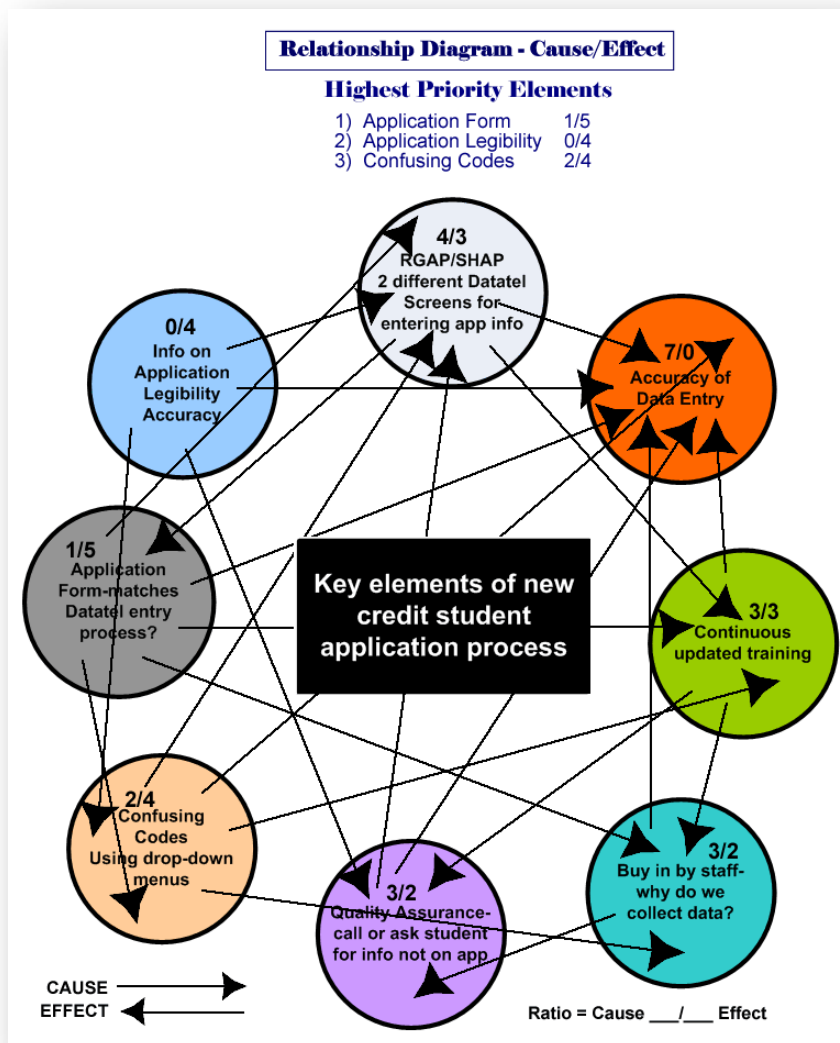 Relationship Diagram - Cause/Effect
Highest Priority Elements
1) Application Form 1/5
2) Application Legibility 0/4
3) Confusing Codes 2/4
4/3
RGAP/SHAP
2 different Datatel
Screens for
entering app info
0/4
Info on
Application
Legibility
Accuracy
7/0
Accuracy of
Data Entry
1/5
Application
Form-matches
Datatel entry
process?
Key elements of new
credit student
application process
3/3
Continuous
updated training
2/4
Confusing
Codes
Using drop-down
menus
3/2
Quality Assurance-
call or ask student
for info not on app
3/2
Buy in by staff-
why do we
collect data?
CAUSE
EFFECT
Ratio = Cause ___/___ Effect